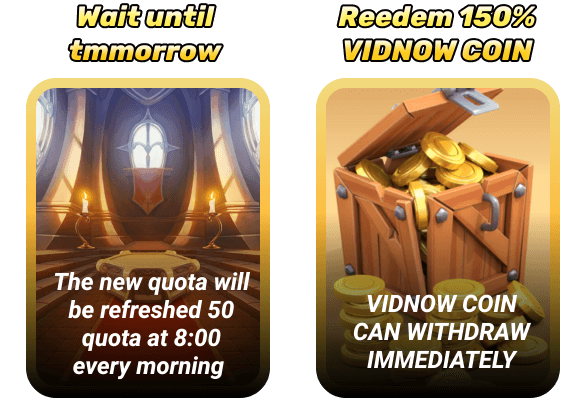 Wait until
tmmorrow
The new quota will
be refreshed 50
quota at 8:00
every morning
Reedem 150%
VIDNOW COIN
VIDNOW COIN
CAN WITHDRAW
IMMEDIATELY